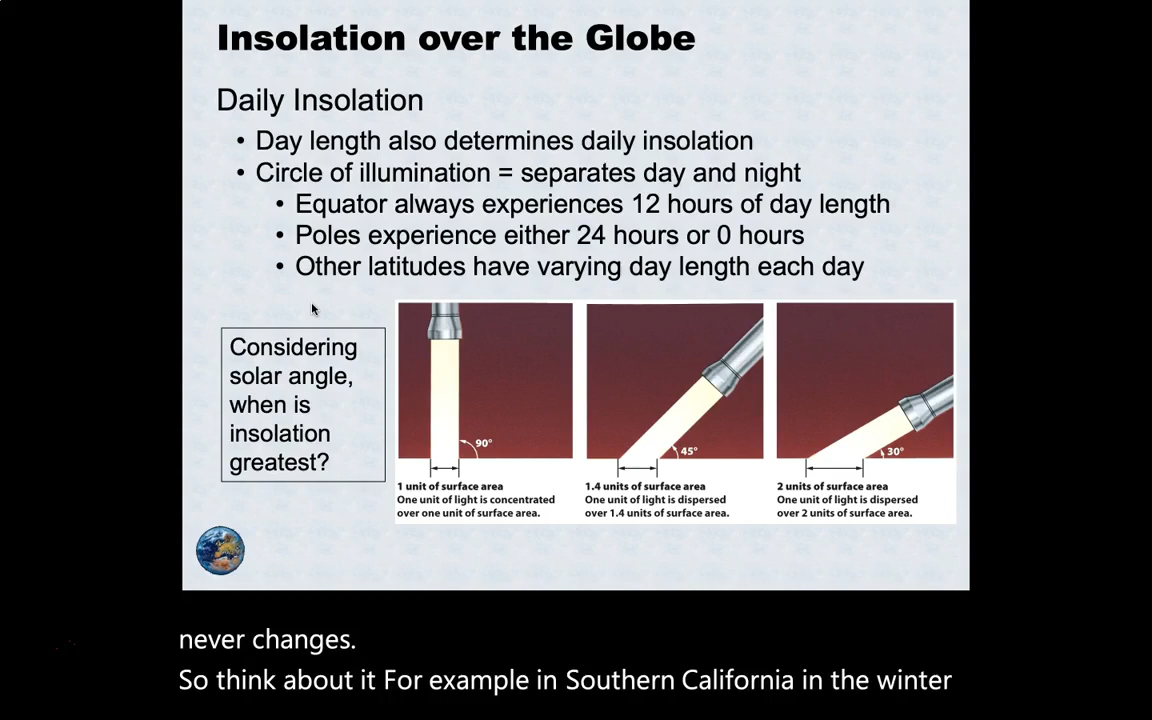 Insolation over the Globe
Daily Insolation
• Day length also determines daily insolation
• Circle of illumination = separates day and night
• Equator always experiences 12 hours of day length
• Poles experience either 24 hours or 0 hours
• Other latitudes have varying day length each day
Considering
solar angle,
when is
insolation
greatest?
90°
1 unit of surface area
One unit of light is concentrated
over one unit of surface area.
45°
1.4 units of surface area
One unit of light is dispersed
over 1.4 units of surface area.
30°
2 units of surface area
One unit of light is dispersed
over 2 units of surface area.
never changes.
So think about it For example in Southern California in the winter